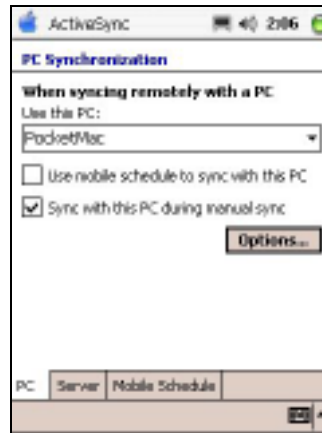 ActiveSync 2:06
PC Synchronization
When syncing remotely with a PC
Use this PC:
PocketMac
Use mobile schedule to sync with this PC
Sync with this PC during manual sync
Options...
PC Server Mobile Schedule